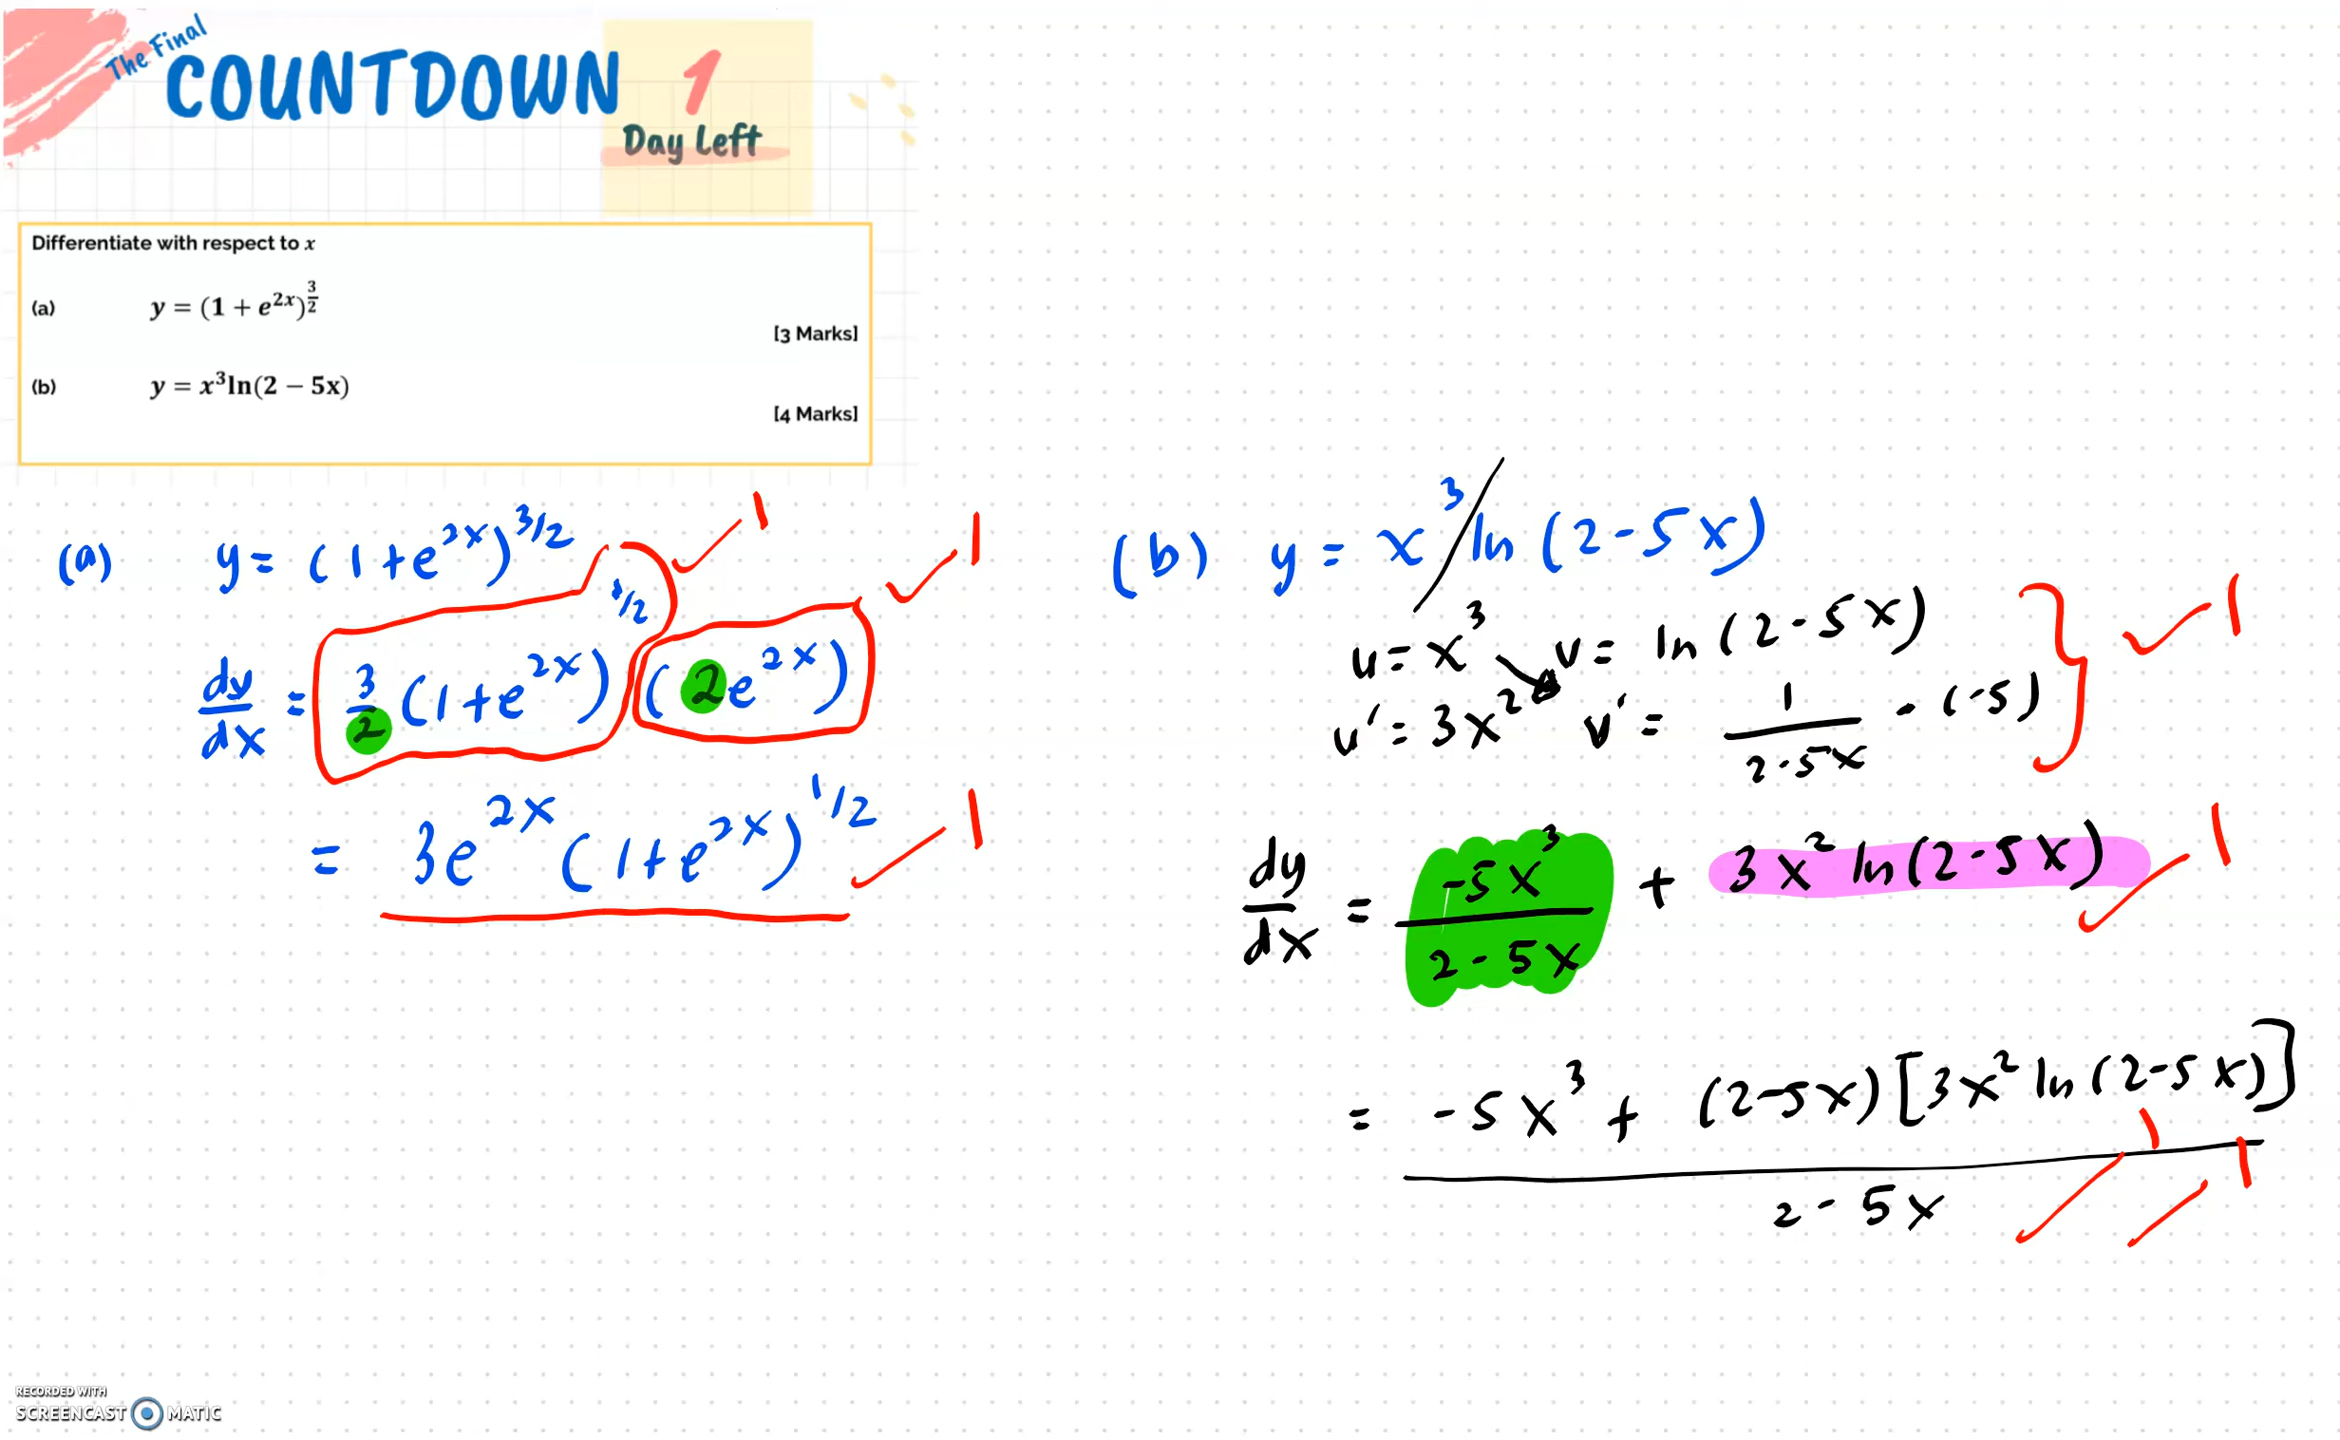 The Final
COUNTDOWN 1
Day Left
Differentiate with respect to x
(a) y = (1 + e^{2x})^{3/2}
[3 Marks]
(b) y = x³ln(2 − 5x)
[4 Marks]
(a) y = (1+e^{2x})^{3/2} 1
dy/dx = 3/2 (1+e^{2x})^{1/2} (2e^{2x}) 1
= 3e^{2x} (1+e^{2x})^{1/2} 1
(b) y = x³ ln (2-5x)
u = x³ v = ln (2-5x)
u' = 3x² v' = 1/(2-5x) · (-5) 1
dy/dx = -5x³/(2-5x) + 3x² ln(2-5x) 1
= -5x³ + (2-5x)[3x² ln(2-5x)] 1 1
2-5x
RECORDED WITH
SCREENCAST MATIC